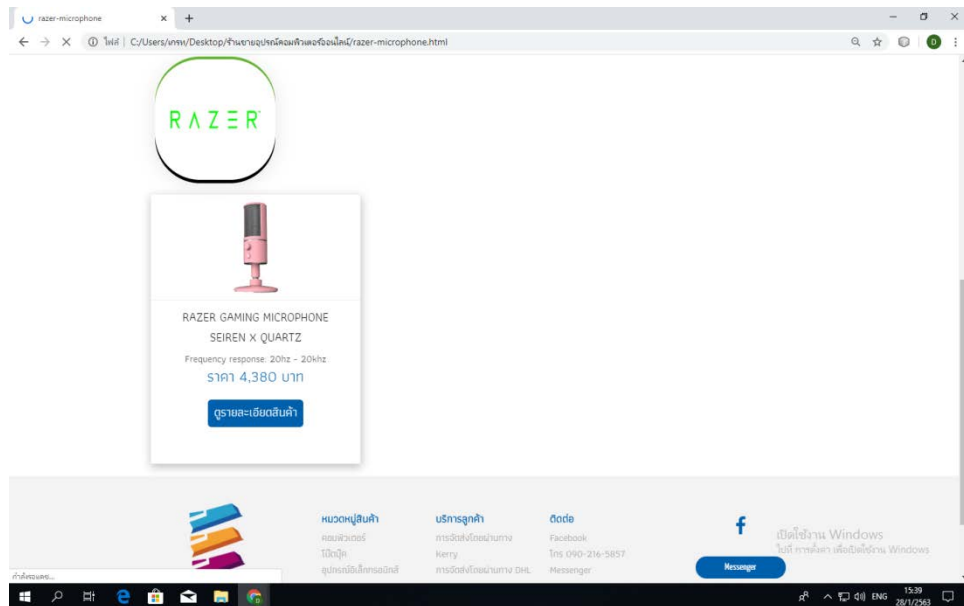 razer-microphone
ไฟล์ | C:/Users/เกรท/Desktop/ร้านขายอุปรณ์คอมพิวเตอร์ออนไลน์/razer-microphone.html
D
RAZER
RAZER GAMING MICROPHONE
SEIREN X QUARTZ
Frequency response: 20hz - 20khz
ราคา 4,380 บาท
ดูรายละเอียดสินค้า
หมวดหมู่สินค้า
คอมพิวเตอร์
โน๊ตบุ๊ค
อุปกรณ์อิเล็กทรอนิกส์
บริการลูกค้า
การจัดส่งโดยผ่านทาง
Kerry
การจัดส่งโดยผ่านทาง DHL
ติดต่อ
Facebook
โทร 090-216-5857
Messenger
f
Messenger
เปิดใช้งาน Windows
ไปที่ การตั้งค่า เพื่อเปิดใช้งาน Windows
กำลังรอแคช...
ENG
15:39
28/1/2563